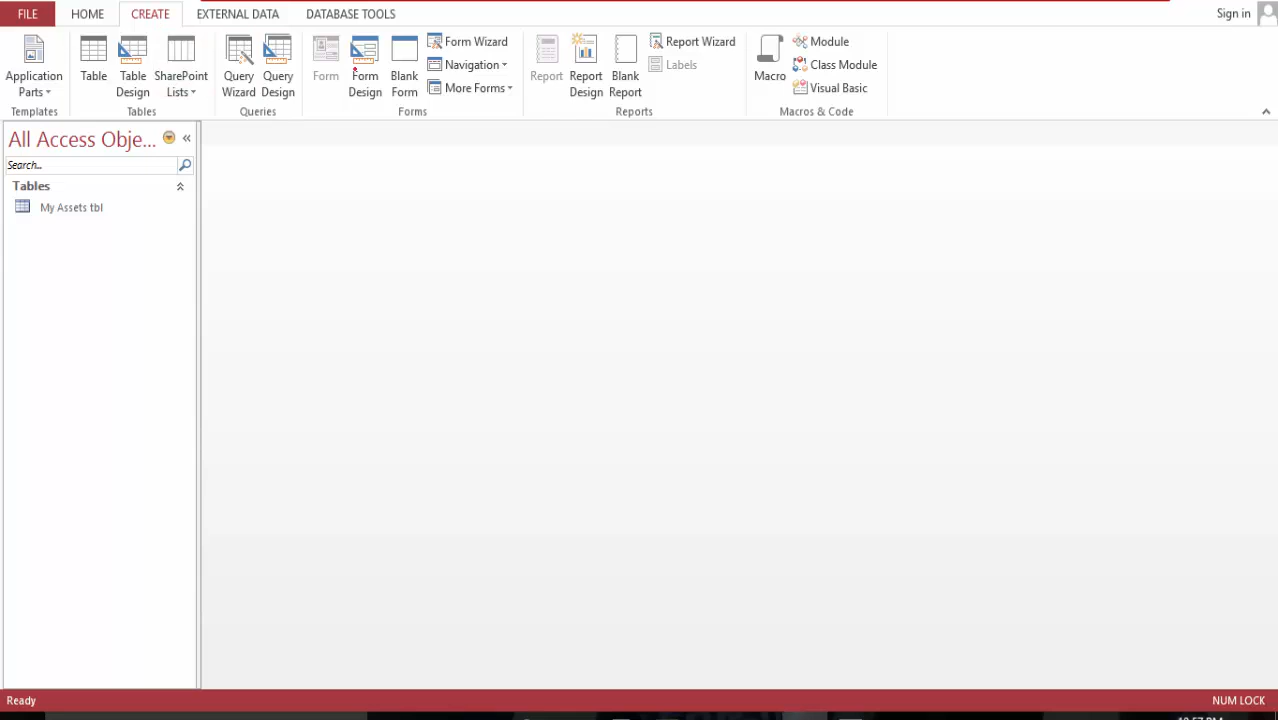 FILE HOME CREATE EXTERNAL DATA DATABASE TOOLS Sign in
Application Parts
Table
Table Design
SharePoint Lists
Query Wizard
Query Design
Form
Form Design
Blank Form
Form Wizard
Navigation
More Forms
Report
Report Design
Blank Report
Report Wizard
Labels
Macro
Module
Class Module
Visual Basic
Templates Tables Queries Forms Reports Macros & Code
All Access Obje...
Search..
Tables
My Assets tbl
Ready NUM LOCK